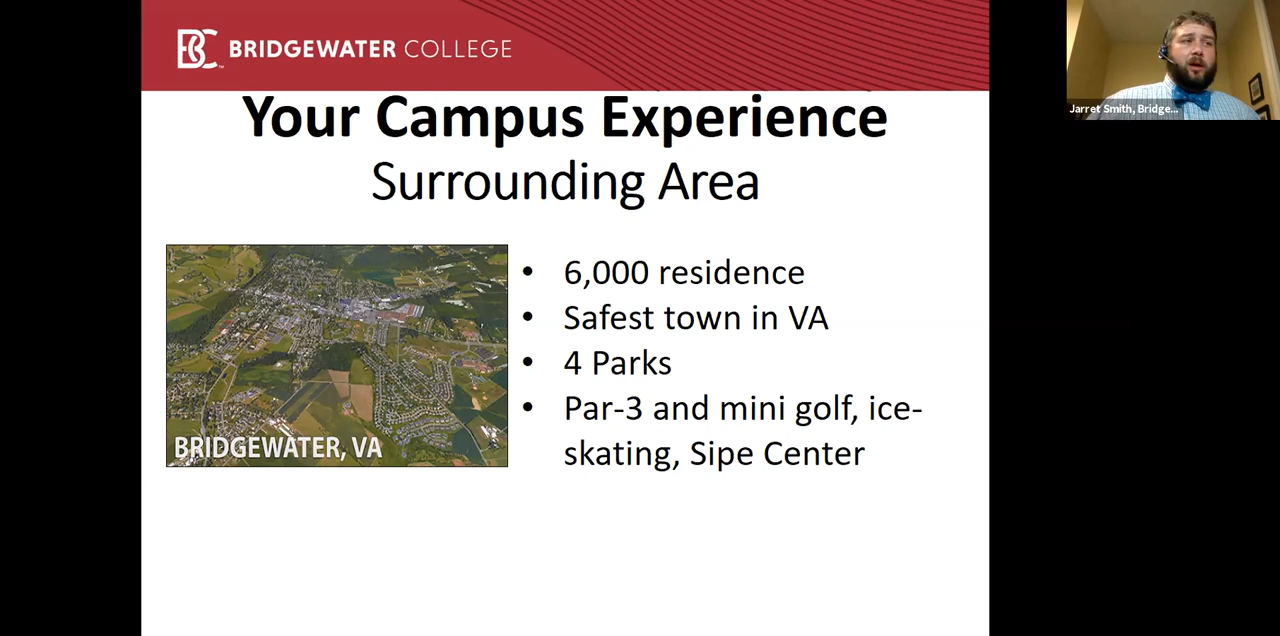 BC BRIDGEWATER COLLEGE
Jarret Smith, Bridge...
Your Campus Experience
Surrounding Area
• 6,000 residence
• Safest town in VA
• 4 Parks
• Par-3 and mini golf, ice-
skating, Sipe Center
BRIDGEWATER, VA